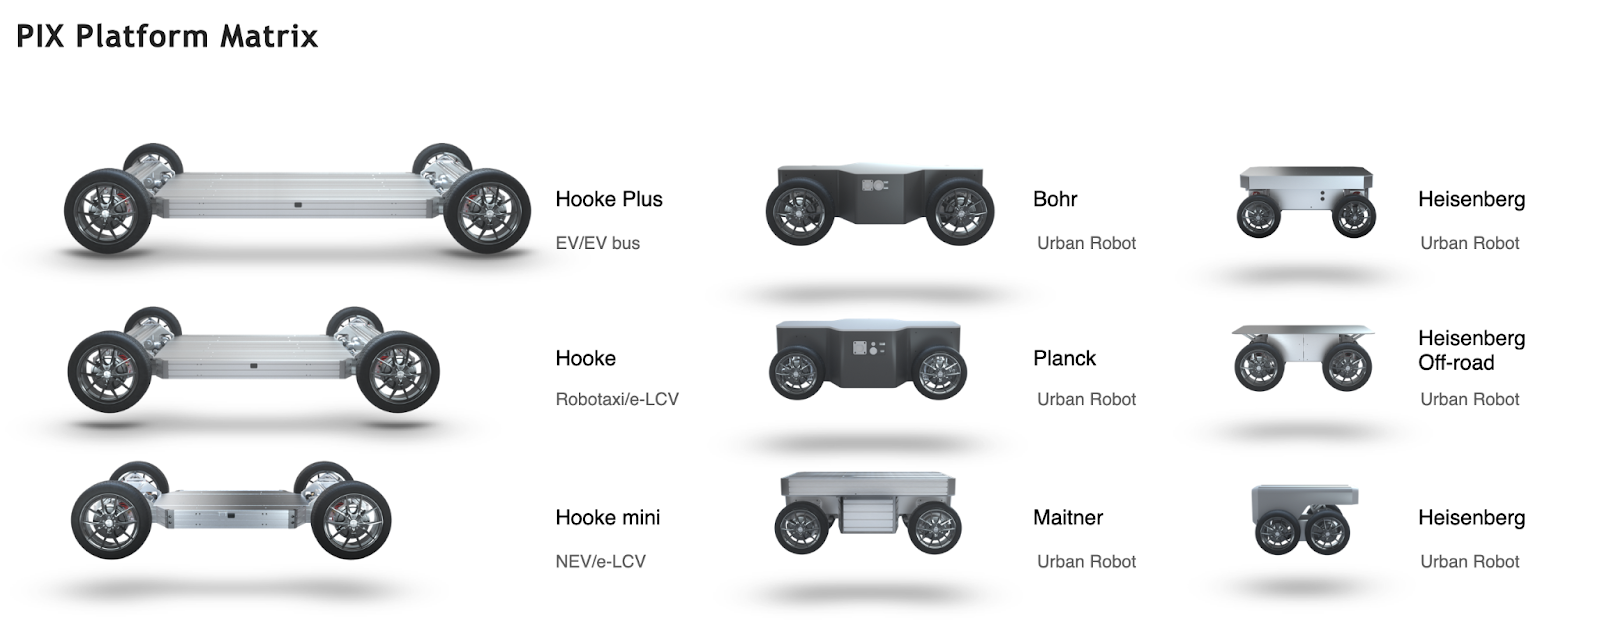 PIX Platform Matrix
Hooke Plus
EV/EV bus
Bohr
Urban Robot
Heisenberg
Urban Robot
Hooke
Robotaxi/e-LCV
Planck
Urban Robot
Heisenberg
Off-road
Urban Robot
Hooke mini
NEV/e-LCV
Maitner
Urban Robot
Heisenberg
Urban Robot